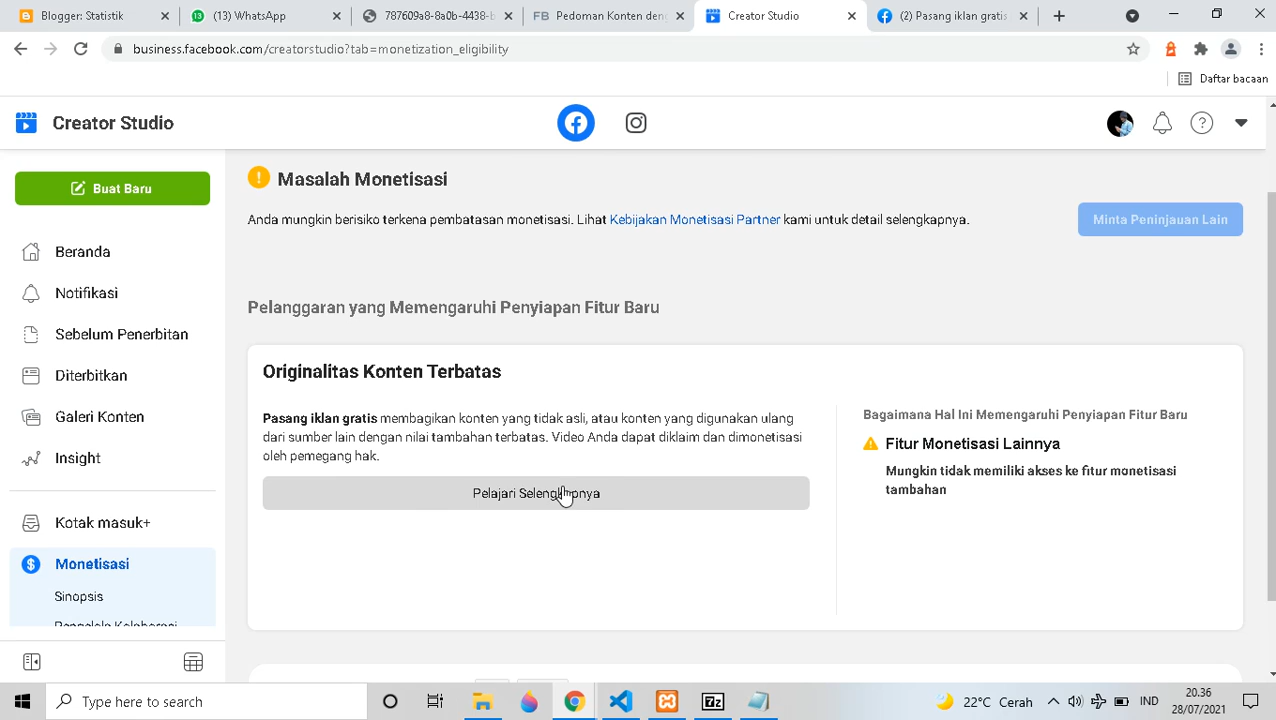 Blogger: Statistik
(13) WhatsApp
787609a8-8a0a-4438-b
FB Pedoman Konten deng
Creator Studio
(2) Pasang iklan gratis
business.facebook.com/creatorstudio?tab=monetization_eligibility
Daftar bacaan
Creator Studio
Buat Baru
Beranda
Notifikasi
Sebelum Penerbitan
Diterbitkan
Galeri Konten
Insight
Kotak masuk+
Monetisasi
Sinopsis
Pengelola Kolaborasi
Masalah Monetisasi
Anda mungkin berisiko terkena pembatasan monetisasi. Lihat Kebijakan Monetisasi Partner kami untuk detail selengkapnya.
Minta Peninjauan Lain
Pelanggaran yang Memengaruhi Penyiapan Fitur Baru
Originalitas Konten Terbatas
Pasang iklan gratis membagikan konten yang tidak asli, atau konten yang digunakan ulang
dari sumber lain dengan nilai tambahan terbatas. Video Anda dapat diklaim dan dimonetisasi
oleh pemegang hak.
Pelajari Selengkapnya
Bagaimana Hal Ini Memengaruhi Penyiapan Fitur Baru
Fitur Monetisasi Lainnya
Mungkin tidak memiliki akses ke fitur monetisasi
tambahan
Type here to search
22°C Cerah
IND
20.36
28/07/2021